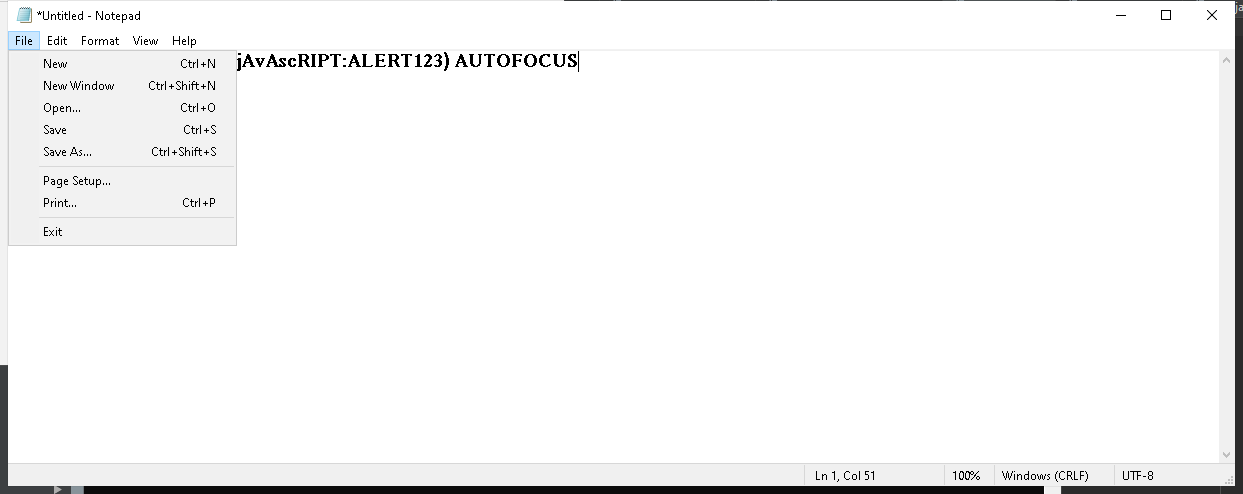 *Untitled - Notepad
File Edit Format View Help
jAvAscRIPT:ALERT123) AUTOFOCUS
New Ctrl+N
New Window Ctrl+Shift+N
Open... Ctrl+O
Save Ctrl+S
Save As... Ctrl+Shift+S
Page Setup...
Print... Ctrl+P
Exit
Ln 1, Col 51 100% Windows (CRLF) UTF-8